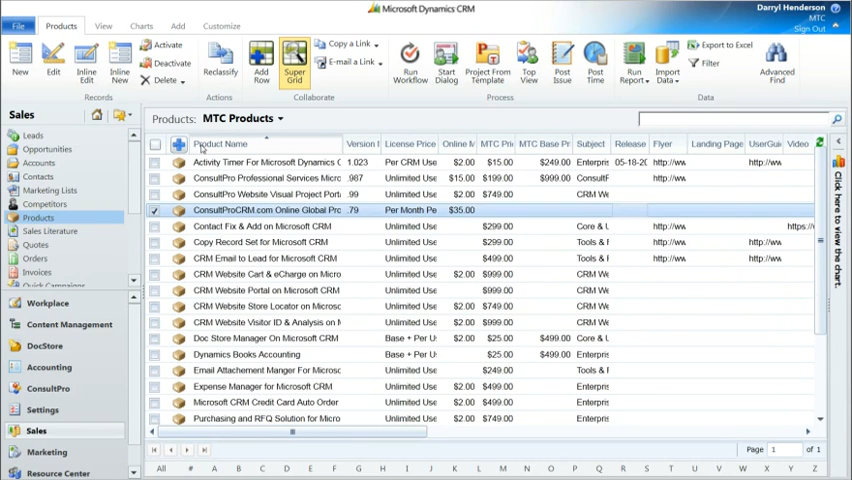 Microsoft Dynamics CRM
Darryl Henderson
MTC
Sign Out
File
Products
View
Charts
Add
Customize
New
Edit
Inline Edit
Inline New
Activate
Deactivate
Delete
Records
Reclassify
Actions
Add Row
Super Grid
Copy a Link
E-mail a Link
Collaborate
Run Workflow
Start Dialog
Project From Template
Top View
Post Issue
Post Time
Process
Run Report
Import Data
Export to Excel
Filter
Advanced Find
Data
Sales
Leads
Opportunities
Accounts
Contacts
Marketing Lists
Competitors
Products
Sales Literature
Quotes
Orders
Invoices
Quick Campaigns
Workplace
Content Management
DocStore
Accounting
ConsultPro
Settings
Sales
Marketing
Resource Center
Products: MTC Products
Product Name Version License Price Online M MTC Pri MTC Base Pr Subject Release Flyer Landing Page UserGui Video
Activity Timer For Microsoft Dynamics C 1.023 Per CRM Use $2.00 $15.00 $249.00 Enterpris 05-18-20 http://ww http://ww
ConsultPro Professional Services Micro .987 Unlimited Use $15.00 $199.00 $999.00 ConsultF http://ww
ConsultPro Website Visual Project Porta .99 Unlimited Use $2.00 $749.00 CRM We
ConsultProCRM.com Online Global Pro .79 Per Month Pe $35.00
Contact Fix & Add on Microsoft CRM Unlimited Use $299.00 Core & U http://ww https:/
Copy Record Set for Microsoft CRM Unlimited Use $299.00 Tools & F http://ww http://ww
CRM Email to Lead for Microsoft CRM Unlimited Use $499.00 Tools & F http://ww http://ww
CRM Website Cart & eCharge on Micro Unlimited Use $2.00 $999.00 CRM We
CRM Website Portal on Microsoft CRM Unlimited Use $999.00 CRM We
CRM Website Store Locator on Microso Unlimited Use $2.00 $749.00 CRM We
CRM Website Visitor ID & Analysis on M Unlimited Use $2.00 $999.00 CRM We
Doc Store Manager On Microsoft CRM Base + Per U $2.00 $25.00 $499.00 Core & U
Dynamics Books Accounting Base + Per U $25.00 $499.00 Enterpris
Email Attachement Manger For Microso Unlimited Use $249.00 Tools & F
Expense Manager for Microsoft CRM Unlimited Use $2.00 $499.00 Enterpris
Microsoft CRM Credit Card Auto Order Unlimited Use $2.00 $499.00 Enterpris
Purchasing and RFQ Solution for Micro Unlimited Use $2.00 $749.00 Enterpris
Page 1 of 1
All # A B C D E F G H I J K L M N O P Q R S T U V W X Y Z
Click here to view the chart.